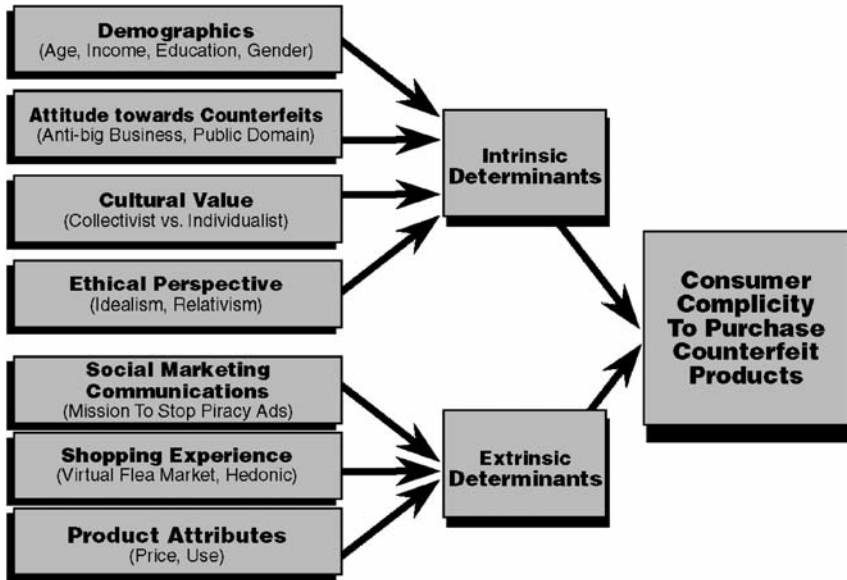 Demographics
(Age, Income, Education, Gender)
Attitude towards Counterfeits
(Anti-big Business, Public Domain)
Cultural Value
(Collectivist vs. Individualist)
Ethical Perspective
(Idealism, Relativism)
Social Marketing
Communications
(Mission To Stop Piracy Ads)
Shopping Experience
(Virtual Flea Market, Hedonic)
Product Attributes
(Price, Use)
Intrinsic
Determinants
Extrinsic
Determinants
Consumer
Complicity
To Purchase
Counterfeit
Products